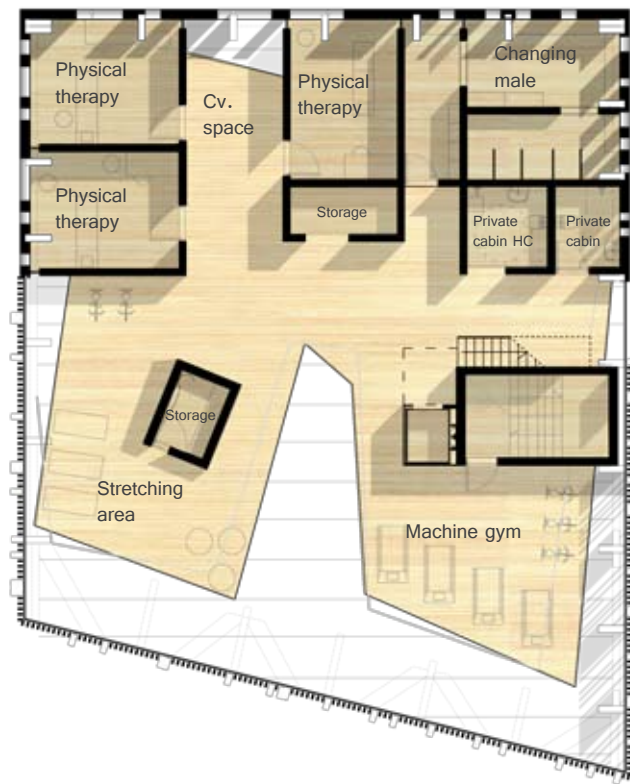 Physical
therapy
Cv.
space
Physical
therapy
Changing
male
Physical
therapy
Storage
Private
cabin HC
Private
cabin
Storage
Stretching
area
Machine gym